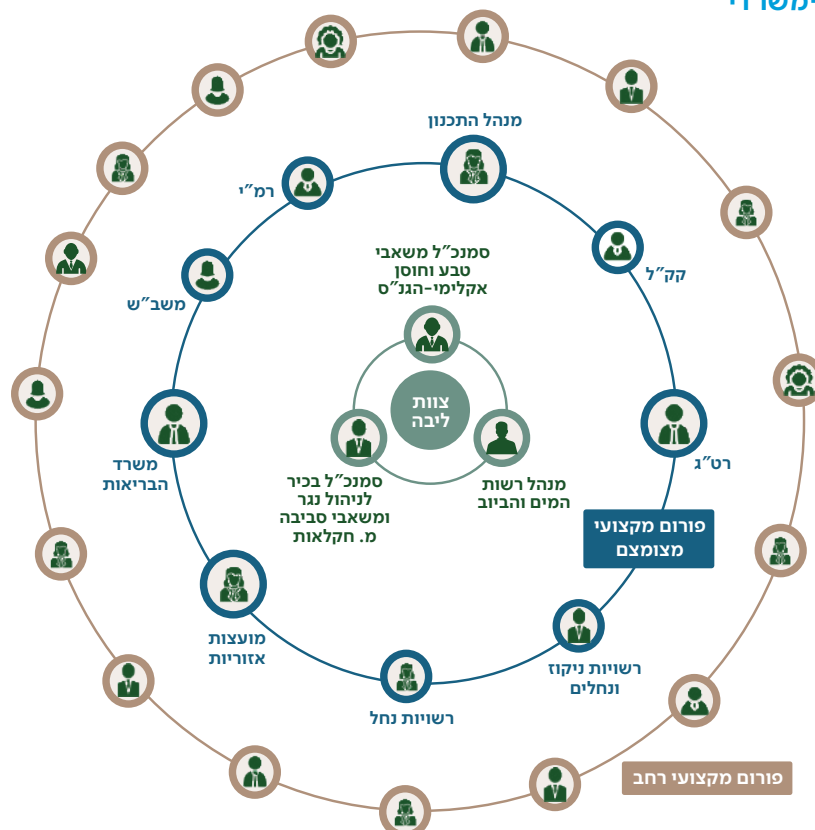 מנהל התכנון
רמ״י
קק״ל
משב״ש
סמנכ״ל משאבי
טבע וחוסן
אקלימי-הגנ״ס
צוות
ליבה
מנהל רשות
המים והביוב
סמנכ״ל בכיר
לניהול נגר
ומשאבי סביבה
מ. חקלאות
רט״ג
משרד
הבריאות
פורום מקצועי
מצומצם
מועצות
אזוריות
רשויות ניקוז
ונחלים
רשויות נחל
פורום מקצועי רחב